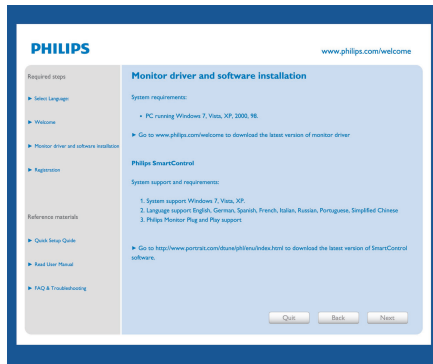 PHILIPS
www.philips.com/welcome
Required steps
► Select Language
► Welcome
► Monitor driver and software installation
► Registration
Reference materials
► Quick Setup Guide
► Read User Manual
► FAQ & Troubleshooting
Monitor driver and software installation
System requirements:
• PC running Windows 7, Vista, XP, 2000, 98.
► Go to www.philips.com/welcome to download the latest version of monitor driver
Philips SmartControl
System support and requirements:
1. System support Windows 7, Vista, XP.
2. Language support English, German, Spanish, French, Italian, Russian, Portuguese, Simplified Chinese
3. Philips Monitor Plug and Play support
► Go to http://www.portrait.com/dtune/phl/enu/index.html to download the latest version of SmartControl
software.
Quit
Back
Next